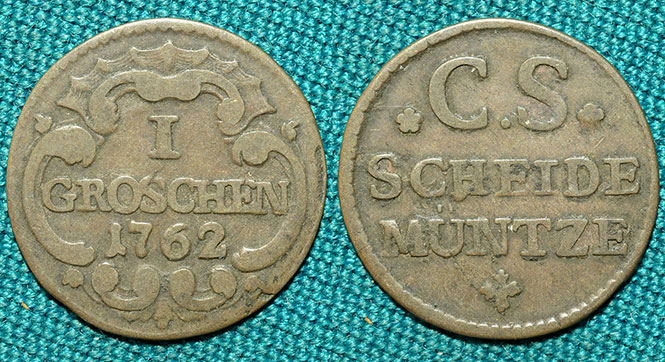 I
GROSCHEN
1762
C.S.
SCHEIDE
MÜNTZE